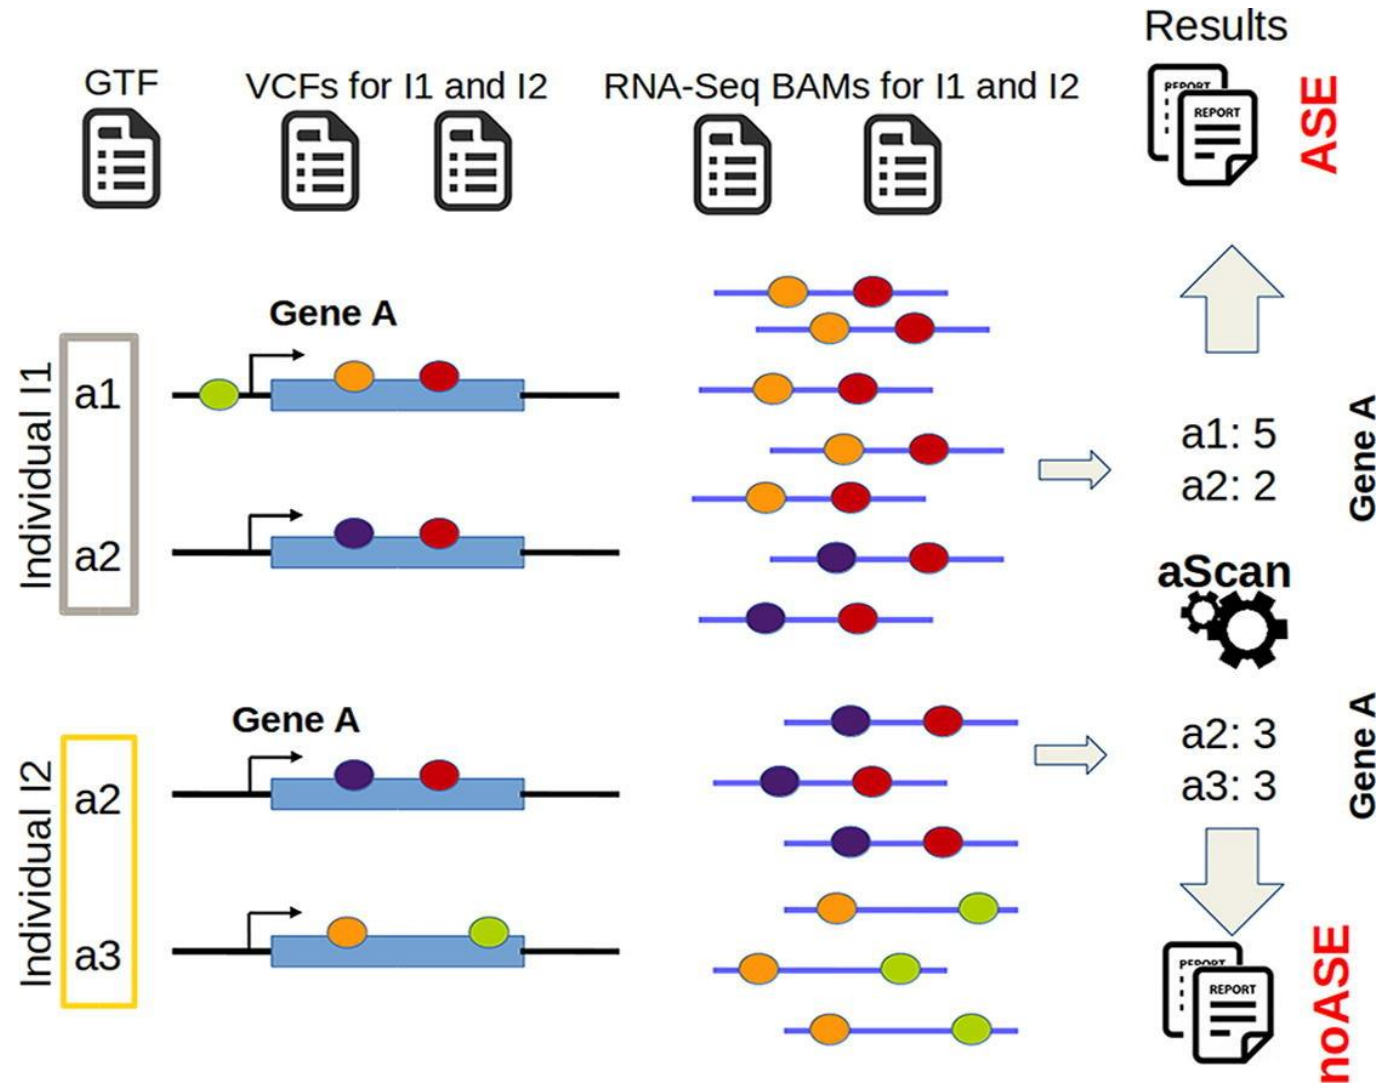 Results
GTF
VCFs for I1 and I2
RNA-Seq BAMs for I1 and I2
REPORT
REPORT
ASE
Gene A
Individual I1
a1
a2
a1: 5
a2: 2
Gene A
aScan
Gene A
Individual I2
a2
a3
a2: 3
a3: 3
Gene A
REPORT
REPORT
noASE